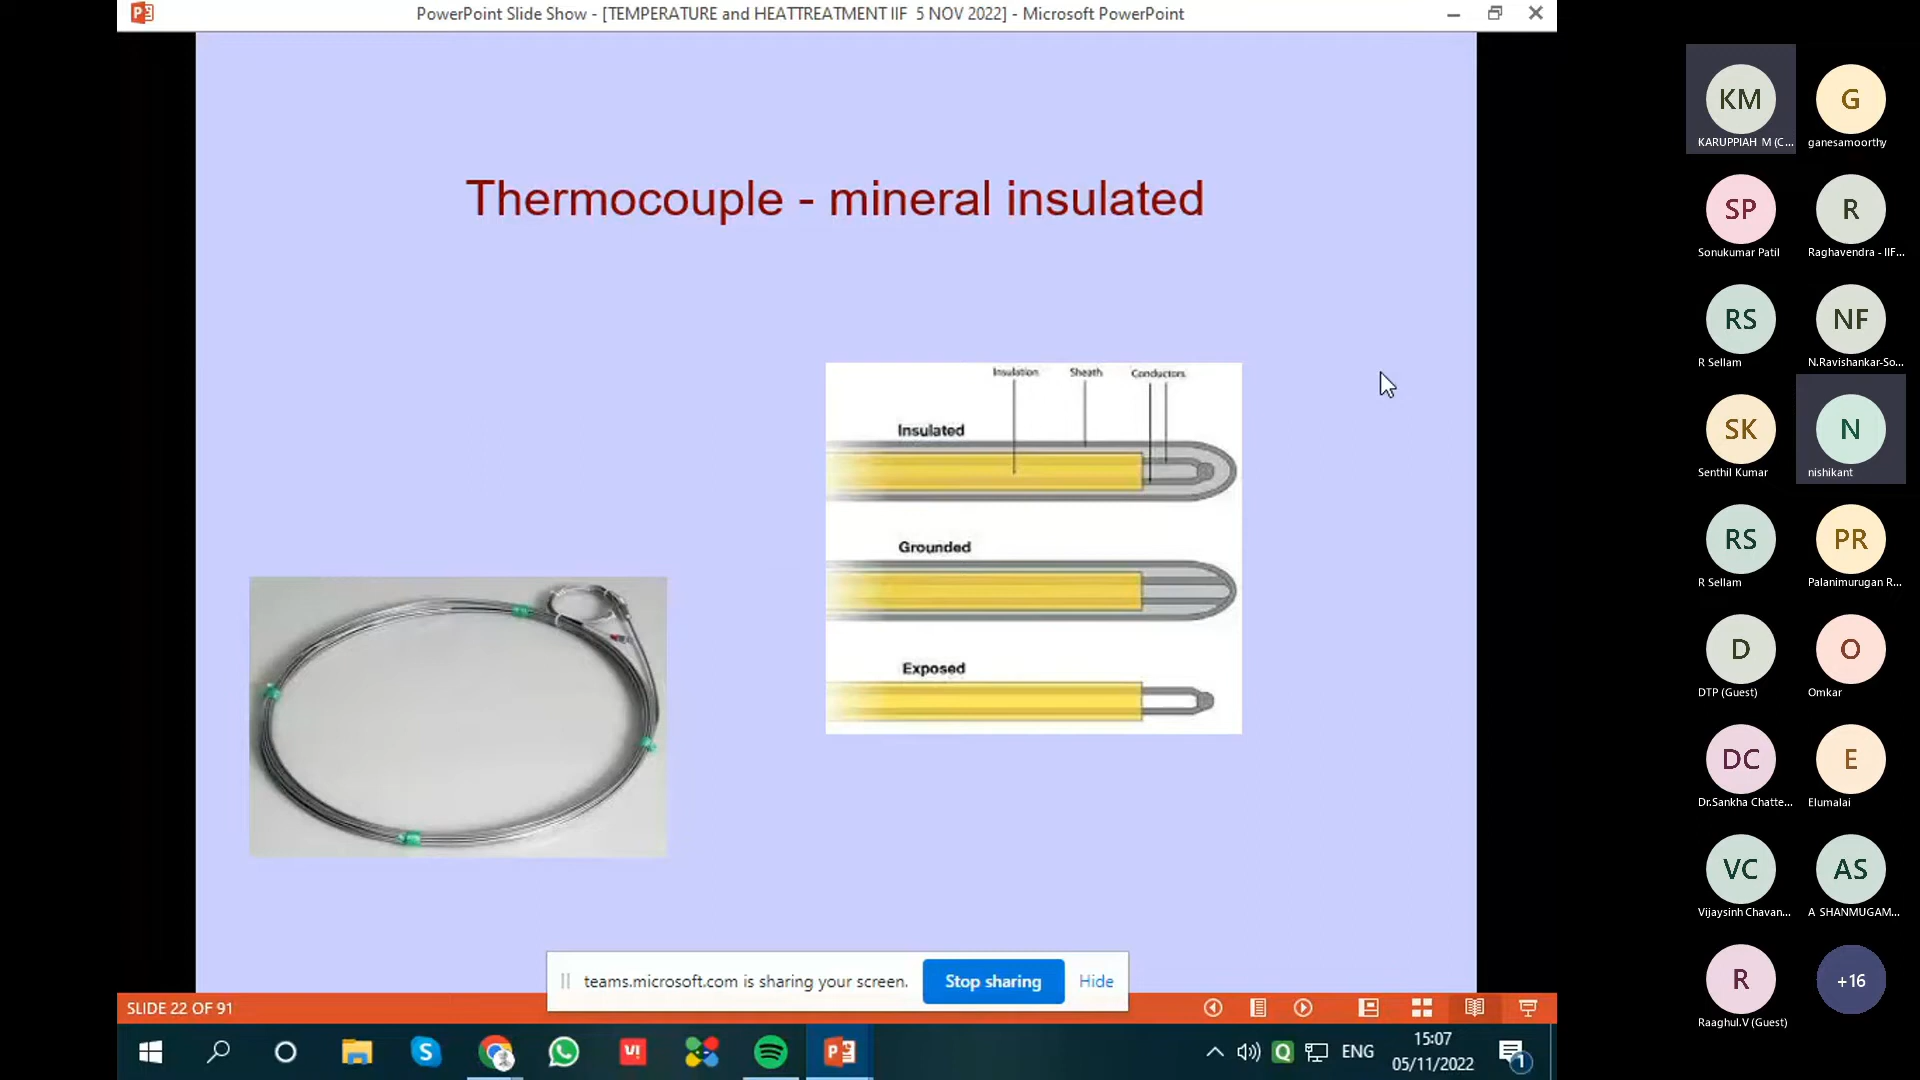 PowerPoint Slide Show - [TEMPERATURE and HEATTREATMENT IIF 5 NOV 2022] - Microsoft PowerPoint
Thermocouple - mineral insulated
Insulation Sheath Conductors
Insulated
Grounded
Exposed
teams.microsoft.com is sharing your screen. Stop sharing Hide
SLIDE 22 OF 91
ENG
15:07
05/11/2022
1
KM G
KARUPPIAH M (C... ganesamoorthy
SP R
Sonukumar Patil Raghavendra - IIF...
RS NF
R Sellam N.Ravishankar-So...
SK N
Senthil Kumar nishikant
RS PR
R Sellam Palanimurugan R...
D O
DTP (Guest) Omkar
DC E
Dr.Sankha Chatte... Elumalai
VC AS
Vijaysinh Chavan... A SHANMUGAM...
R +16
Raaghul.V (Guest)